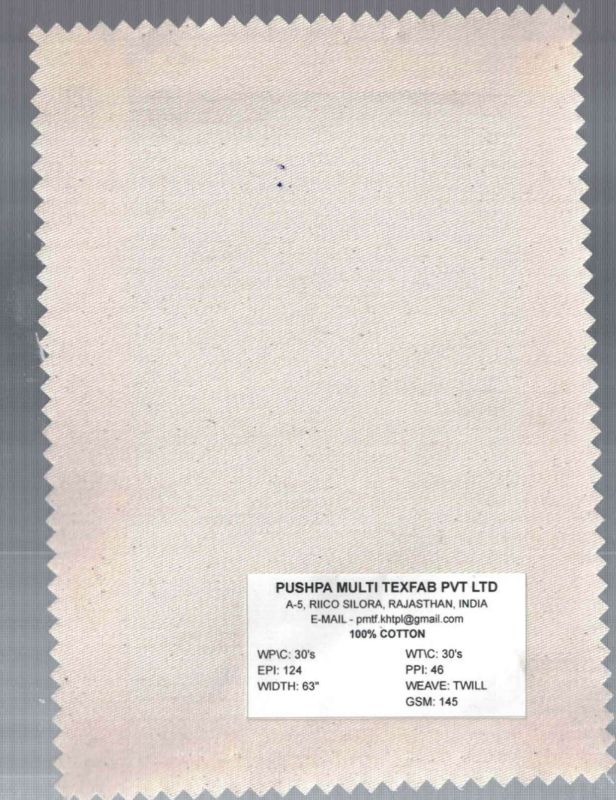 PUSHPA MULTI TEXFAB PVT LTD
A-5, RIICO SILORA, RAJASTHAN, INDIA
E-MAIL - pmtf.khtpl@gmail.com
100% COTTON
WP\C: 30's WT\C: 30's
EPI: 124 PPI: 46
WIDTH: 63" WEAVE: TWILL
GSM: 145